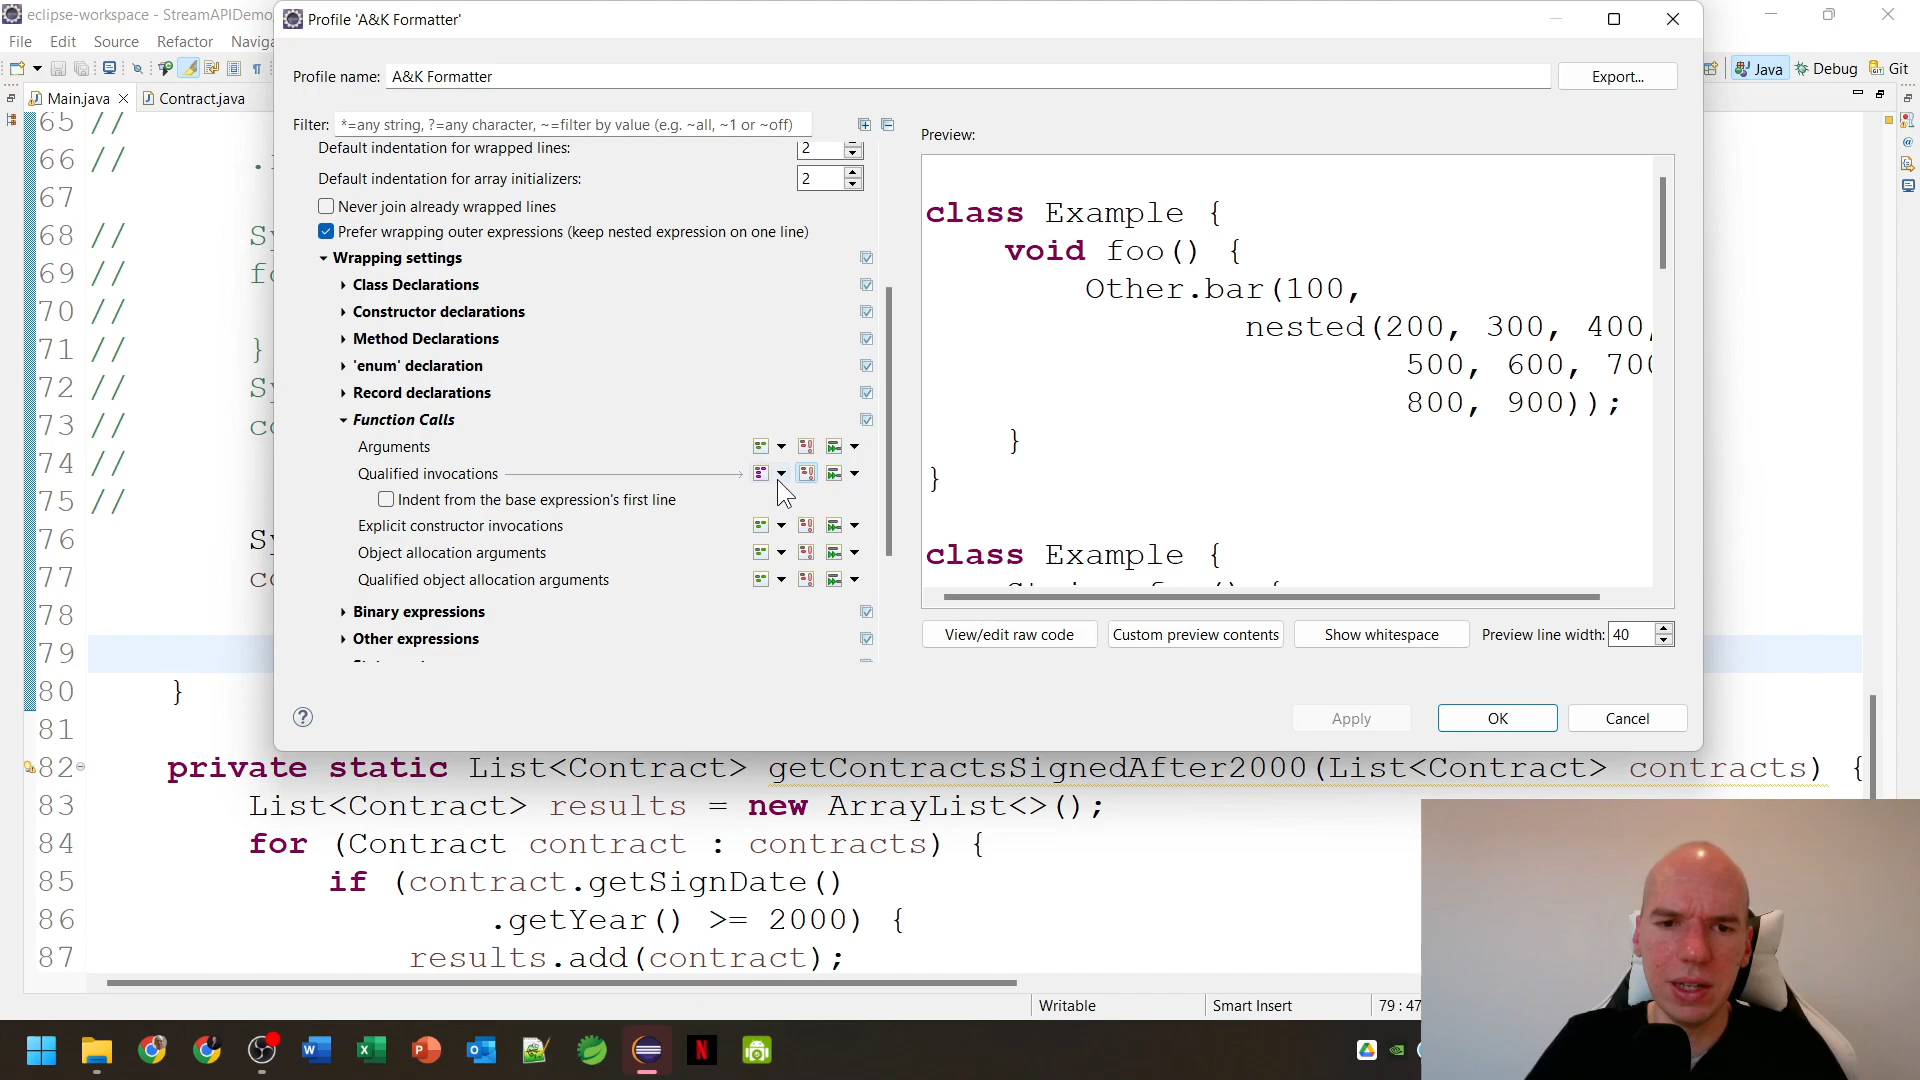 eclipse-workspace - StreamAPIDemo
Profile 'A&K Formatter'
File Edit Source Refactor Naviga
Java Debug Git
Profile name: A&K Formatter
Export...
Main.java Contract.java
Filter: *=any string, ?=any character, ~=filter by value (e.g. ~all, ~1 or ~off)
Preview:
Default indentation for wrapped lines: 2
Default indentation for array initializers: 2
Never join already wrapped lines
Prefer wrapping outer expressions (keep nested expression on one line)
Wrapping settings
Class Declarations
Constructor declarations
Method Declarations
'enum' declaration
Record declarations
Function Calls
Arguments
Qualified invocations
Indent from the base expression's first line
Explicit constructor invocations
Object allocation arguments
Qualified object allocation arguments
Binary expressions
Other expressions
class Example {
void foo() {
Other.bar(100,
nested(200, 300, 400,
500, 600, 700
800, 900));
}
}
class Example {
View/edit raw code Custom preview contents Show whitespace Preview line width: 40
Apply OK Cancel
65 //
66 //
67
68 // Sy
69 // fo
70 //
71 // }
72 // Sy
73 // co
74 //
75 //
76 Sy
77 co
78
79
80 }
81
82 private static List<Contract> getContractsSignedAfter2000(List<Contract> contracts) {
83 List<Contract> results = new ArrayList<>();
84 for (Contract contract : contracts) {
85 if (contract.getSignDate()
86 .getYear() >= 2000) {
87 results.add(contract);
Writable Smart Insert 79 : 47